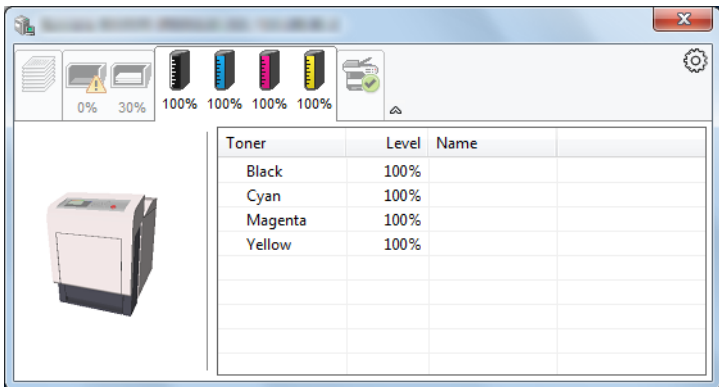 0% 30% 100% 100% 100% 100%
Toner Level Name
Black 100%
Cyan 100%
Magenta 100%
Yellow 100%